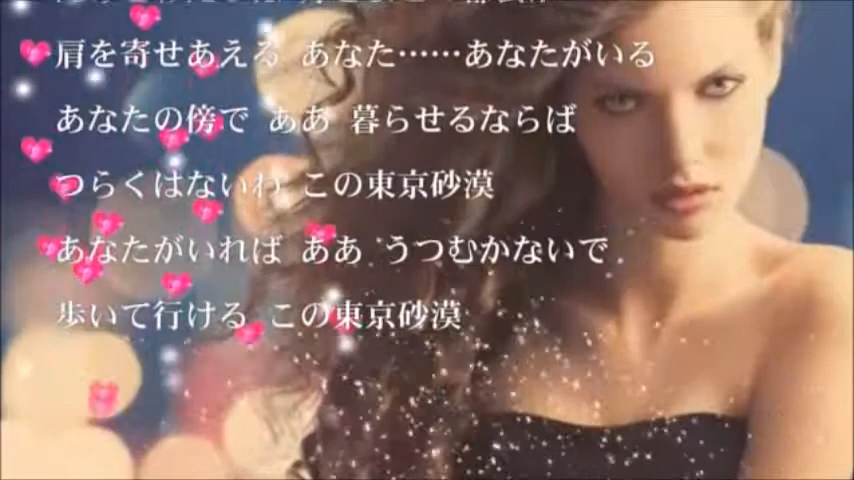 肩を寄せあえる あなた……あなたがいる
あなたの傍で ああ 暮らせるならば
つらくはないわ この東京砂漠
あなたがいれば ああ うつむかないで
歩いて行ける この東京砂漠